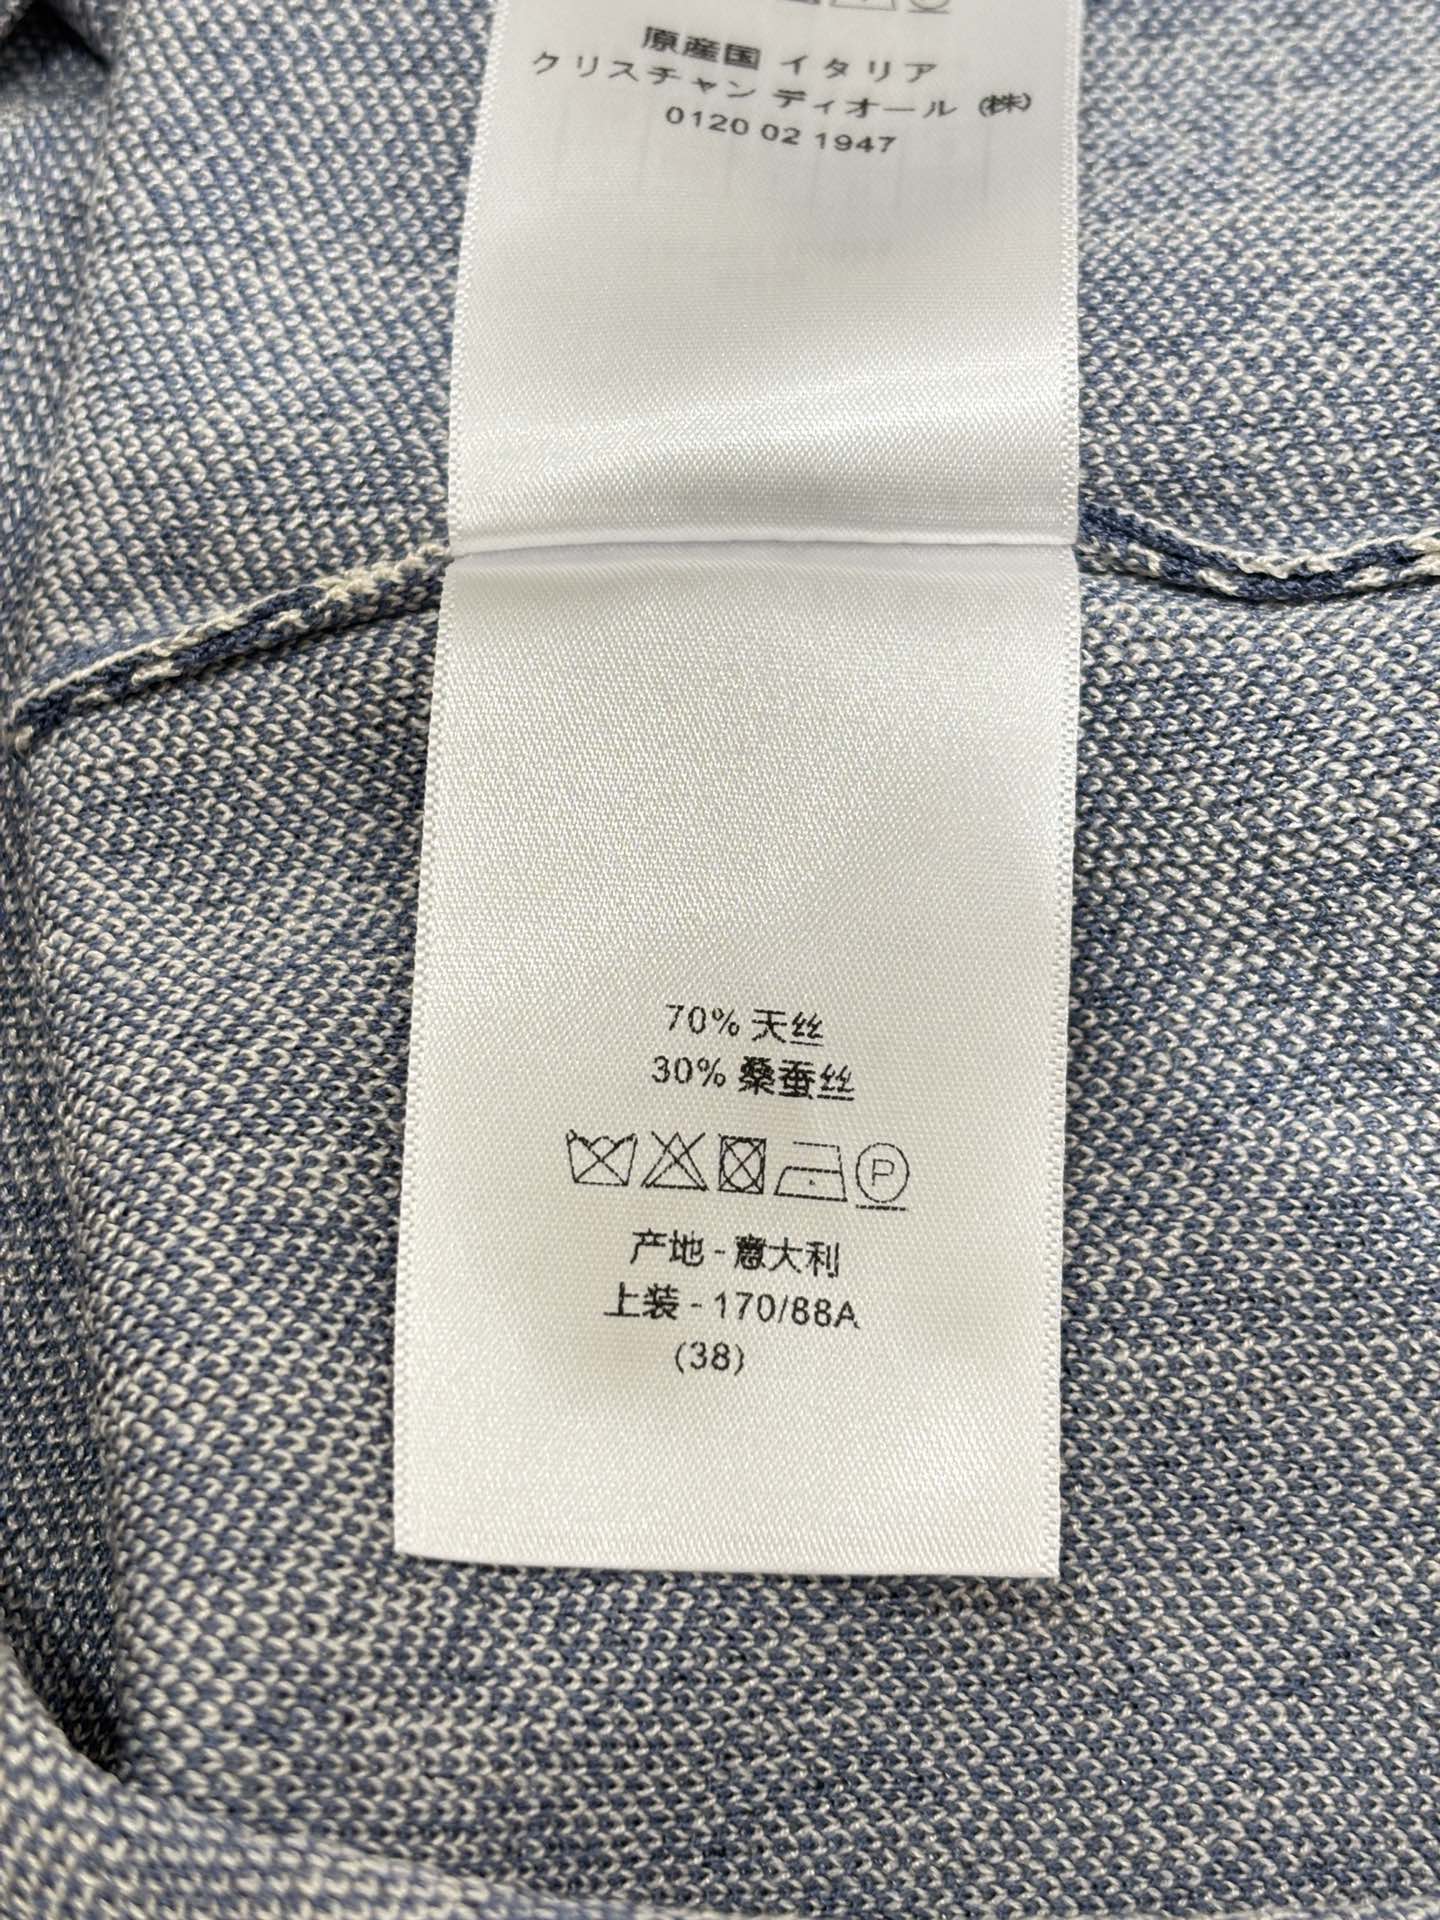 原産国 イタリア
クリスチャン ディオール (株)
0120 02 1947
70% 天丝
30% 桑蚕丝
P
产地 - 意大利
上装 - 170/88A
(38)